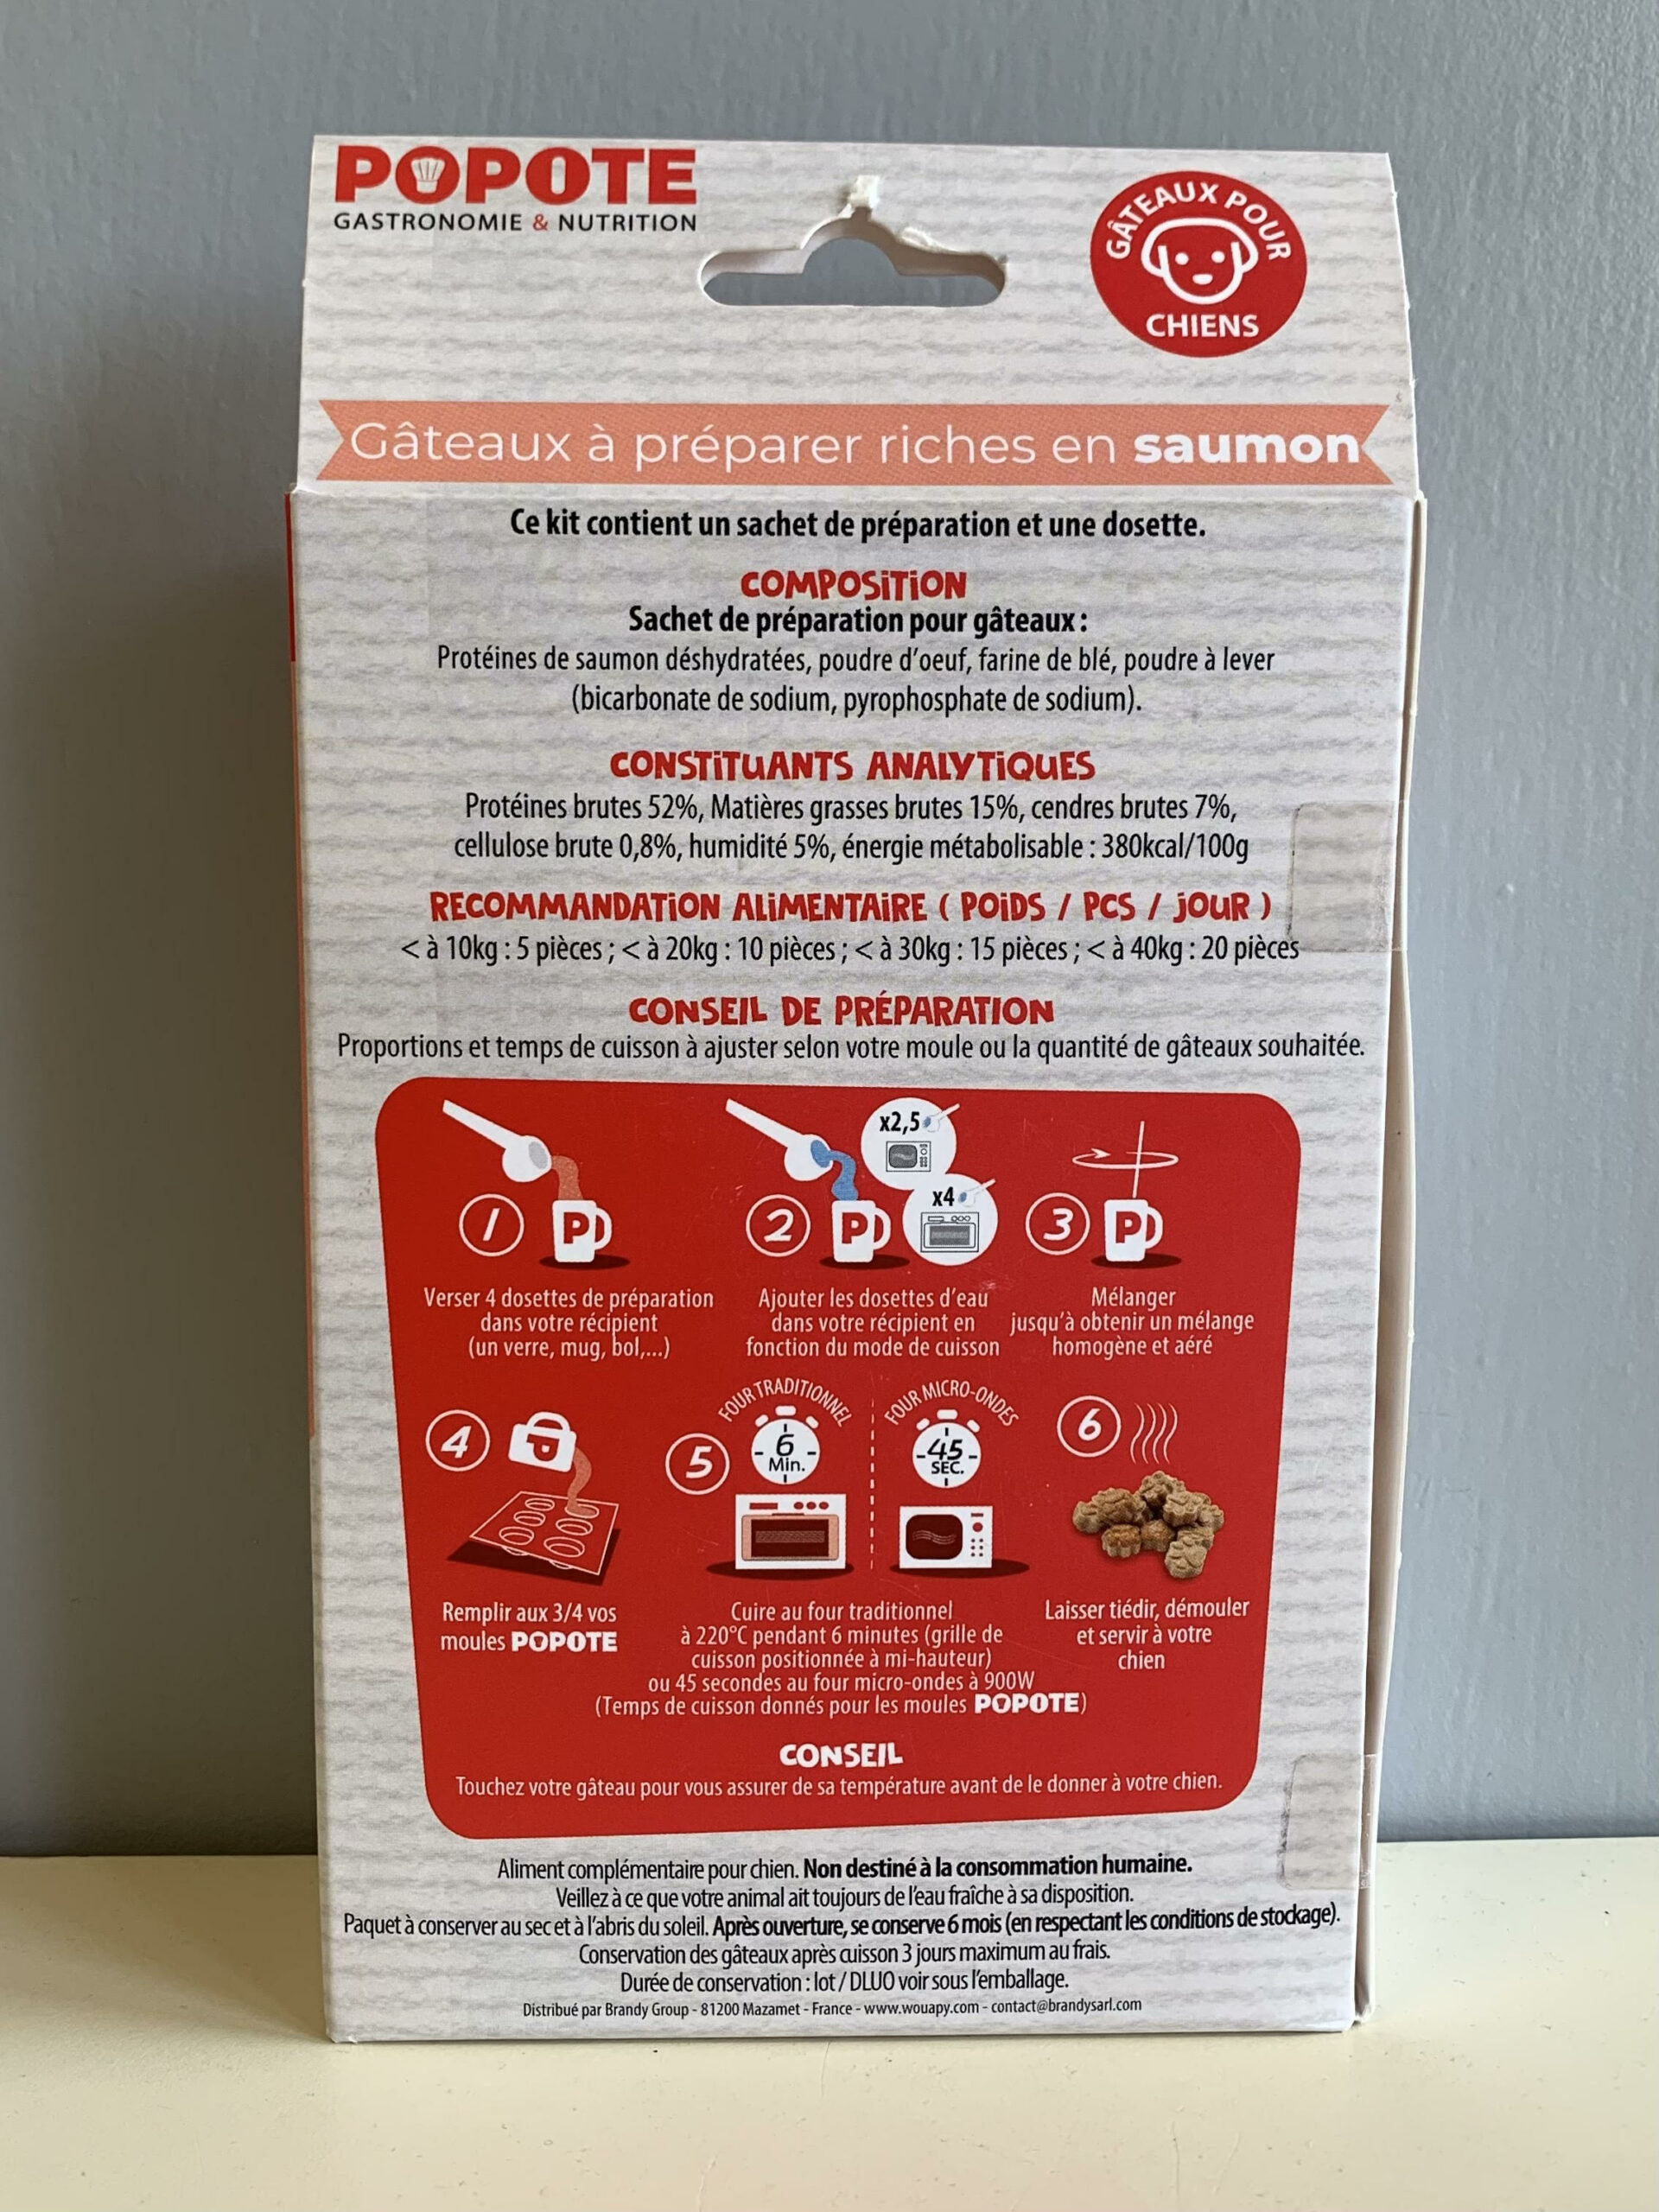 POPOTE
GASTRONOMIE & NUTRITION
GÂTEAUX POUR
CHIENS
Gâteaux à préparer riches en saumon
Ce kit contient un sachet de préparation et une dosette.
COMPOSITION
Sachet de préparation pour gâteaux :
Protéines de saumon déshydratées, poudre d'oeuf, farine de blé, poudre à lever
(bicarbonate de sodium, pyrophosphate de sodium).
CONSTITUANTS ANALYTIQUES
Protéines brutes 52%, Matières grasses brutes 15%, cendres brutes 7%,
cellulose brute 0,8%, humidité 5%, énergie métabolisable : 380kcal/100g
RECOMMANDATION ALIMENTAIRE ( POIDS / PCS / JOUR )
< à 10kg : 5 pièces ; < à 20kg : 10 pièces ; < à 30kg : 15 pièces ; < à 40kg : 20 pièces
CONSEIL DE PRÉPARATION
Proportions et temps de cuisson à ajuster selon votre moule ou la quantité de gâteaux souhaitée.
1
P
Verser 4 dosettes de préparation
dans votre récipient
(un verre, mug, bol,...)
x2,5
x4
2
P
Ajouter les dosettes d'eau
dans votre récipient en
fonction du mode de cuisson
3
P
Mélanger
jusqu'à obtenir un mélange
homogène et aéré
4
P
Remplir aux 3/4 vos
moules POPOTE
5
FOUR TRADITIONNEL
6
Min.
FOUR MICRO-ONDES
45
SEC.
Cuire au four traditionnel
à 220°C pendant 6 minutes (grille de
cuisson positionnée à mi-hauteur)
ou 45 secondes au four micro-ondes à 900W
(Temps de cuisson donnés pour les moules POPOTE)
6
Laisser tiédir, démouler
et servir à votre
chien
CONSEIL
Touchez votre gâteau pour vous assurer de sa température avant de le donner à votre chien.
Aliment complémentaire pour chien. Non destiné à la consommation humaine.
Veillez à ce que votre animal ait toujours de l'eau fraîche à sa disposition.
Paquet à conserver au sec et à l'abris du soleil. Après ouverture, se conserve 6 mois (en respectant les conditions de stockage).
Conservation des gâteaux après cuisson 3 jours maximum au frais.
Durée de conservation : lot / DLUO voir sous l'emballage.
Distribué par Brandy Group - 81200 Mazamet - France - www.wouapy.com - contact@brandysarl.com